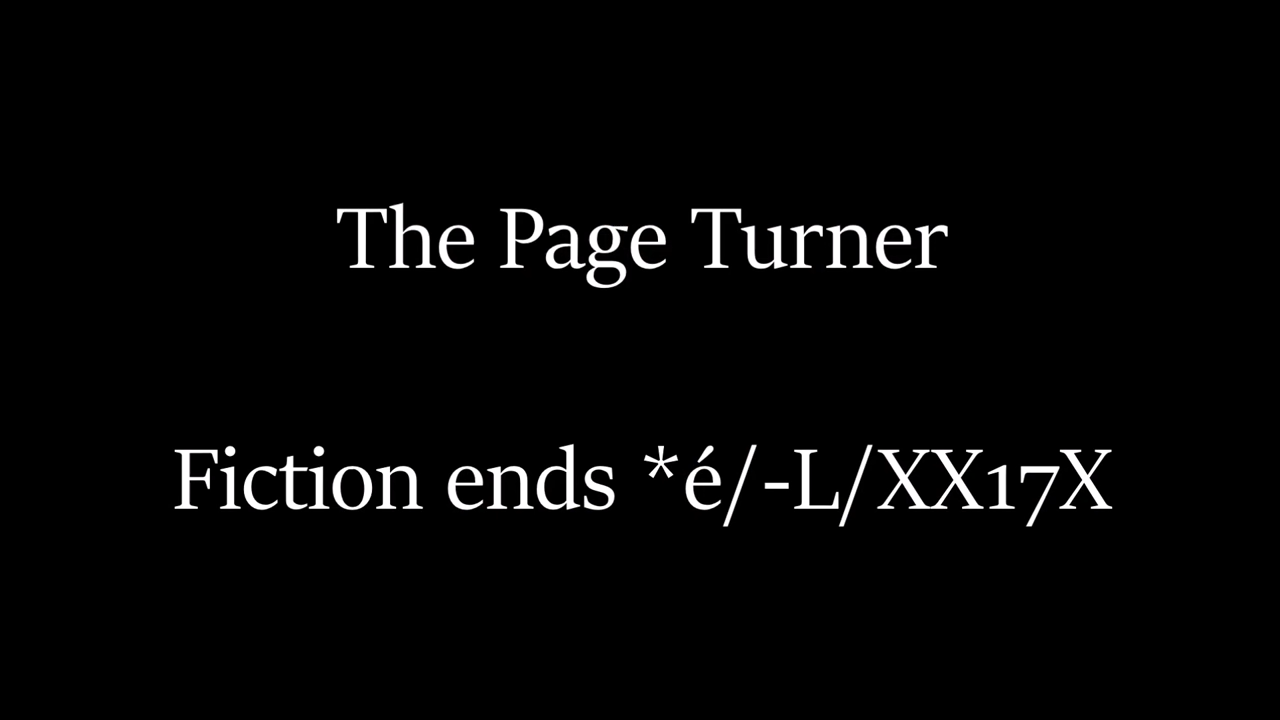 The Page Turner
Fiction ends *é/-L/XX17X